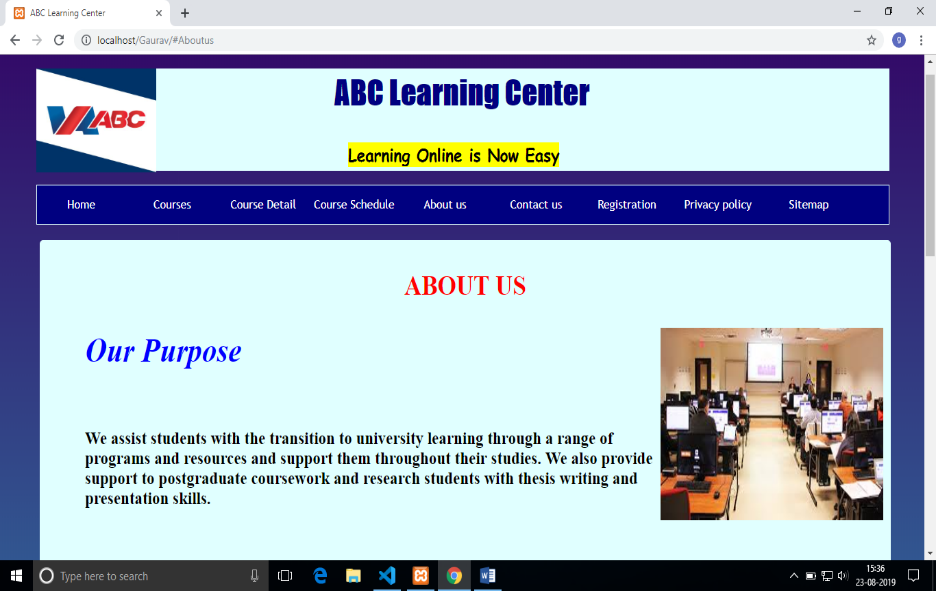 ABC Learning Center
localhost/Gaurav/#Aboutus
g
ABC
ABC Learning Center
Learning Online is Now Easy
Home Courses Course Detail Course Schedule About us Contact us Registration Privacy policy Sitemap
ABOUT US
Our Purpose
We assist students with the transition to university learning through a range of
programs and resources and support them throughout their studies. We also provide
support to postgraduate coursework and research students with thesis writing and
presentation skills.
Type here to search
15:36
23-08-2019